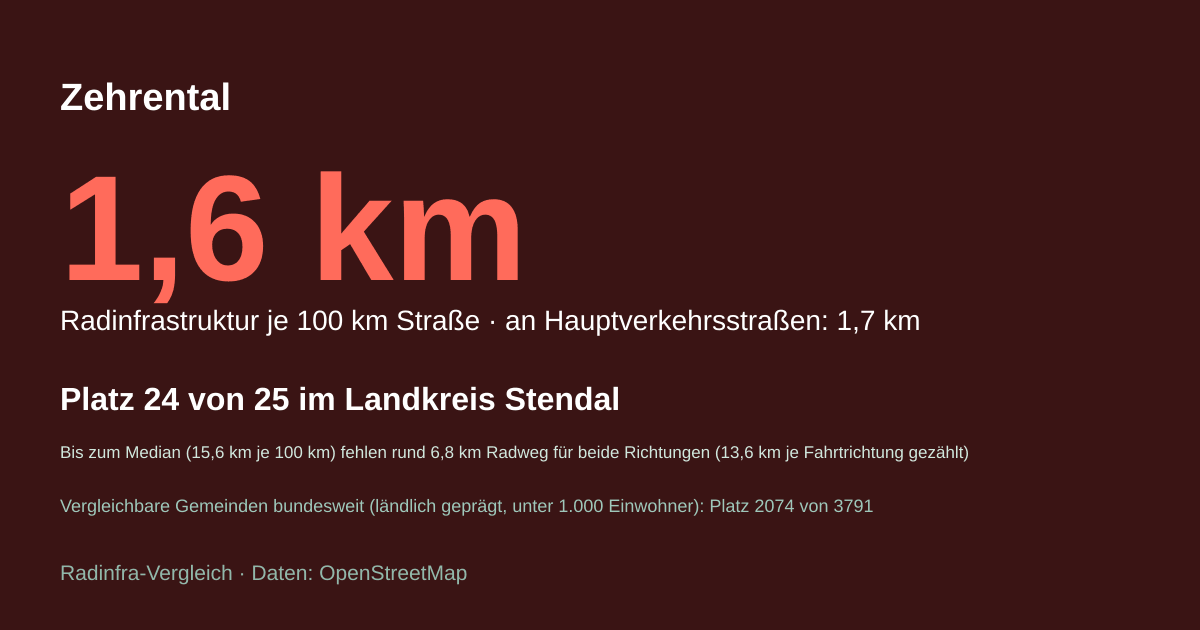 Zehrental
1,6 km
Radinfrastruktur je 100 km Straße · an Hauptverkehrsstraßen: 1,7 km
Platz 24 von 25 im Landkreis Stendal
Bis zum Median (15,6 km je 100 km) fehlen rund 6,8 km Radweg für beide Richtungen (13,6 km je Fahrtrichtung gezählt)
Vergleichbare Gemeinden bundesweit (ländlich geprägt, unter 1.000 Einwohner): Platz 2074 von 3791
Radinfra-Vergleich · Daten: OpenStreetMap